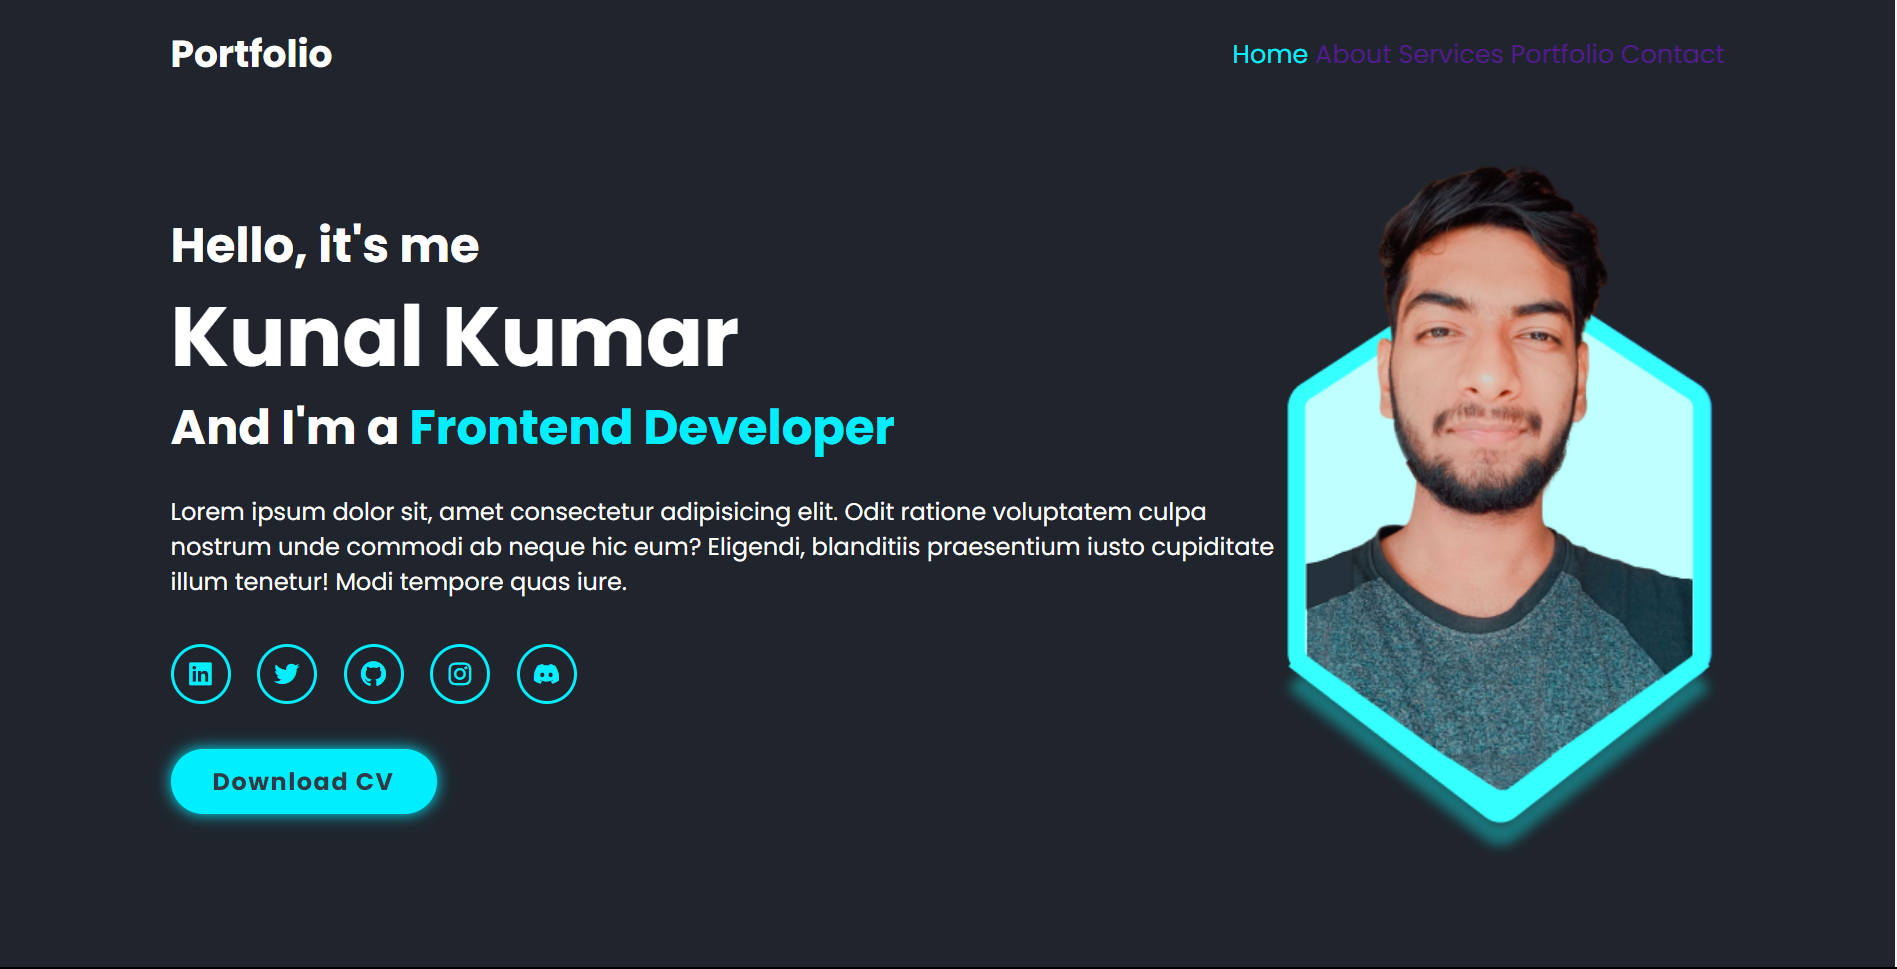 Portfolio
Home About Services Portfolio Contact
Hello, it's me
Kunal Kumar
And I'm a Frontend Developer
Lorem ipsum dolor sit, amet consectetur adipisicing elit. Odit ratione voluptatem culpa
nostrum unde commodi ab neque hic eum? Eligendi, blanditiis praesentium iusto cupiditate
illum tenetur! Modi tempore quas iure.
Download CV